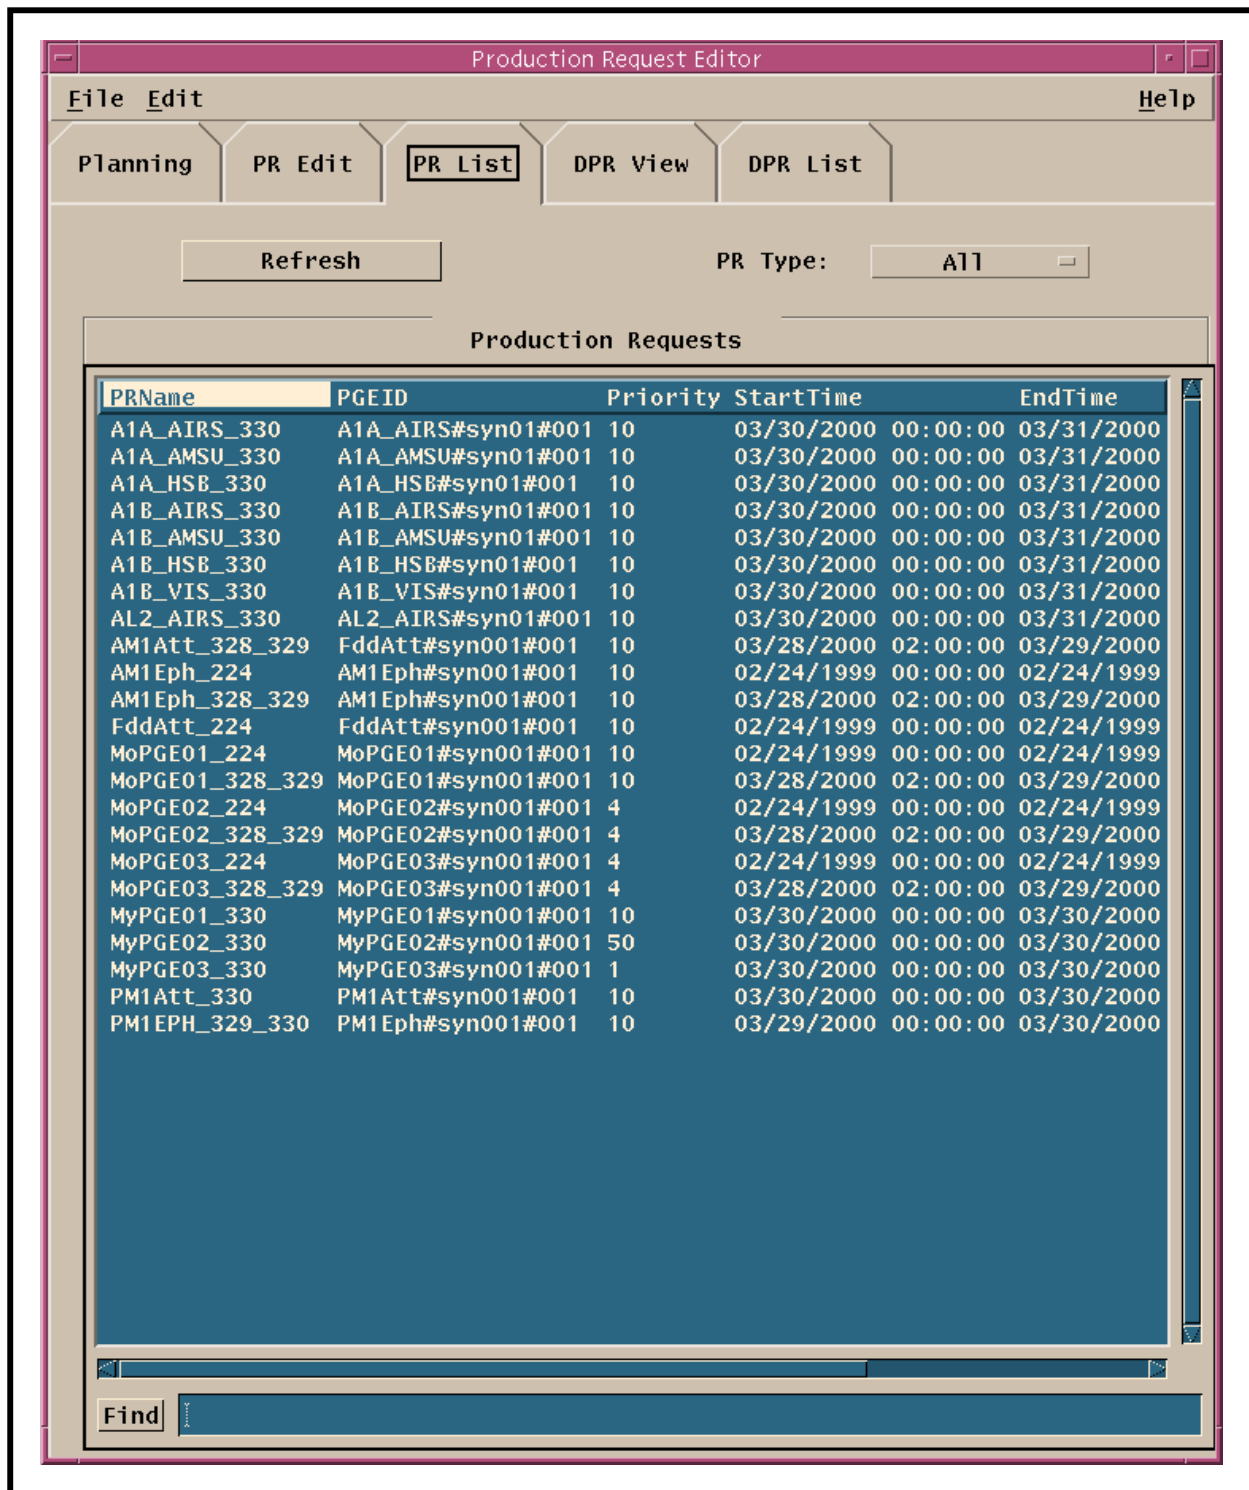 Production Request Editor
File Edit Help
Planning PR Edit PR List DPR View DPR List
Refresh PR Type: All
Production Requests
PRName PGEID Priority StartTime EndTime
A1A_AIRS_330 A1A_AIRS#syn01#001 10 03/30/2000 00:00:00 03/31/2000
A1A_AMSU_330 A1A_AMSU#syn01#001 10 03/30/2000 00:00:00 03/31/2000
A1A_HSB_330 A1A_HSB#syn01#001 10 03/30/2000 00:00:00 03/31/2000
A1B_AIRS_330 A1B_AIRS#syn01#001 10 03/30/2000 00:00:00 03/31/2000
A1B_AMSU_330 A1B_AMSU#syn01#001 10 03/30/2000 00:00:00 03/31/2000
A1B_HSB_330 A1B_HSB#syn01#001 10 03/30/2000 00:00:00 03/31/2000
A1B_VIS_330 A1B_VIS#syn01#001 10 03/30/2000 00:00:00 03/31/2000
AL2_AIRS_330 AL2_AIRS#syn01#001 10 03/30/2000 00:00:00 03/31/2000
AM1Att_328_329 FddAtt#syn001#001 10 03/28/2000 02:00:00 03/29/2000
AM1Eph_224 AM1Eph#syn001#001 10 02/24/1999 00:00:00 02/24/1999
AM1Eph_328_329 AM1Eph#syn001#001 10 03/28/2000 02:00:00 03/29/2000
FddAtt_224 FddAtt#syn001#001 10 02/24/1999 00:00:00 02/24/1999
MoPGE01_224 MoPGE01#syn001#001 10 02/24/1999 00:00:00 02/24/1999
MoPGE01_328_329 MoPGE01#syn001#001 10 03/28/2000 02:00:00 03/29/2000
MoPGE02_224 MoPGE02#syn001#001 4 02/24/1999 00:00:00 02/24/1999
MoPGE02_328_329 MoPGE02#syn001#001 4 03/28/2000 02:00:00 03/29/2000
MoPGE03_224 MoPGE03#syn001#001 4 02/24/1999 00:00:00 02/24/1999
MoPGE03_328_329 MoPGE03#syn001#001 4 03/28/2000 02:00:00 03/29/2000
MyPGE01_330 MyPGE01#syn001#001 10 03/30/2000 00:00:00 03/30/2000
MyPGE02_330 MyPGE02#syn001#001 50 03/30/2000 00:00:00 03/30/2000
MyPGE03_330 MyPGE03#syn001#001 1 03/30/2000 00:00:00 03/30/2000
PM1Att_330 PM1Att#syn001#001 10 03/30/2000 00:00:00 03/30/2000
PM1EPH_329_330 PM1Eph#syn001#001 10 03/29/2000 00:00:00 03/30/2000
Find